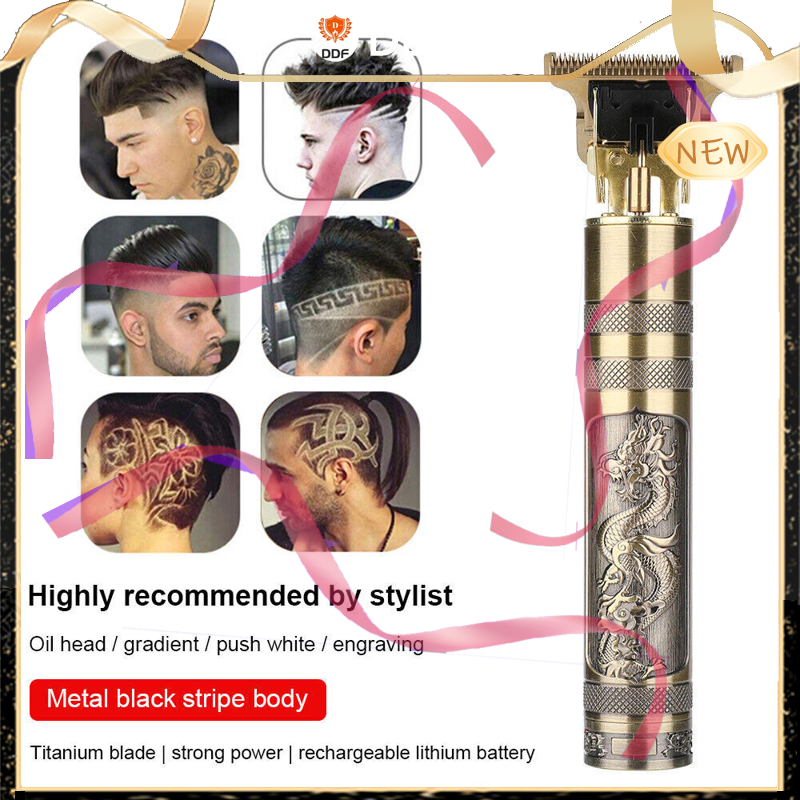 DDF
NEW
Highly recommended by stylist
Oil head / gradient / push white / engraving
Metal black stripe body
Titanium blade | strong power | rechargeable lithium battery